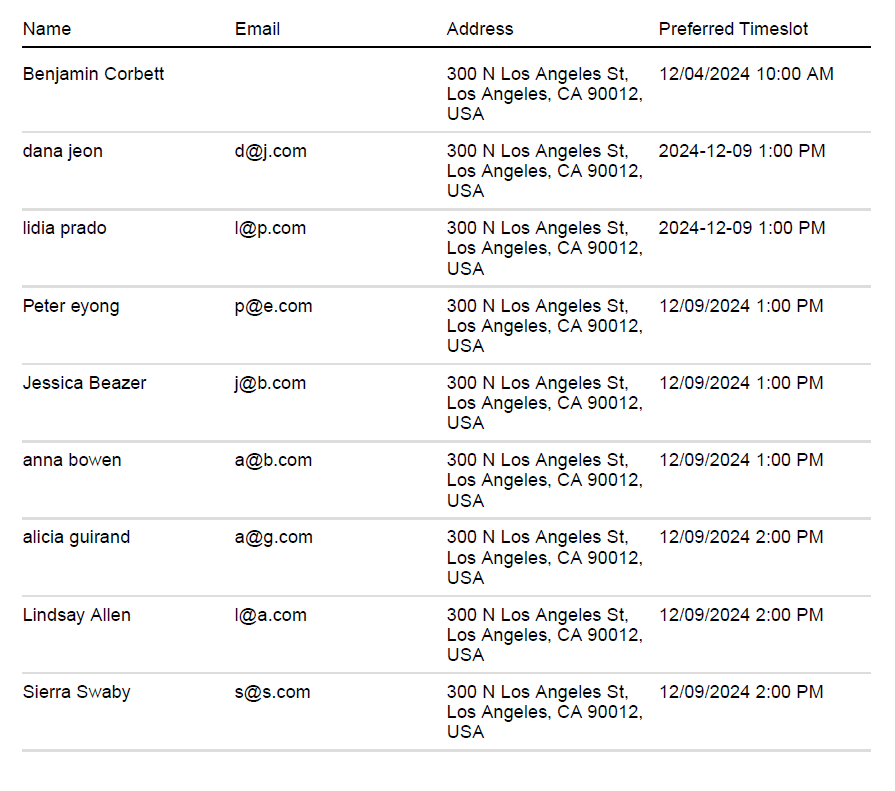 Name Email Address Preferred Timeslot
Benjamin Corbett 300 N Los Angeles St, 12/04/2024 10:00 AM
Los Angeles, CA 90012,
USA
dana jeon d@j.com 300 N Los Angeles St, 2024-12-09 1:00 PM
Los Angeles, CA 90012,
USA
lidia prado l@p.com 300 N Los Angeles St, 2024-12-09 1:00 PM
Los Angeles, CA 90012,
USA
Peter eyong p@e.com 300 N Los Angeles St, 12/09/2024 1:00 PM
Los Angeles, CA 90012,
USA
Jessica Beazer j@b.com 300 N Los Angeles St, 12/09/2024 1:00 PM
Los Angeles, CA 90012,
USA
anna bowen a@b.com 300 N Los Angeles St, 12/09/2024 1:00 PM
Los Angeles, CA 90012,
USA
alicia guirand a@g.com 300 N Los Angeles St, 12/09/2024 2:00 PM
Los Angeles, CA 90012,
USA
Lindsay Allen l@a.com 300 N Los Angeles St, 12/09/2024 2:00 PM
Los Angeles, CA 90012,
USA
Sierra Swaby s@s.com 300 N Los Angeles St, 12/09/2024 2:00 PM
Los Angeles, CA 90012,
USA